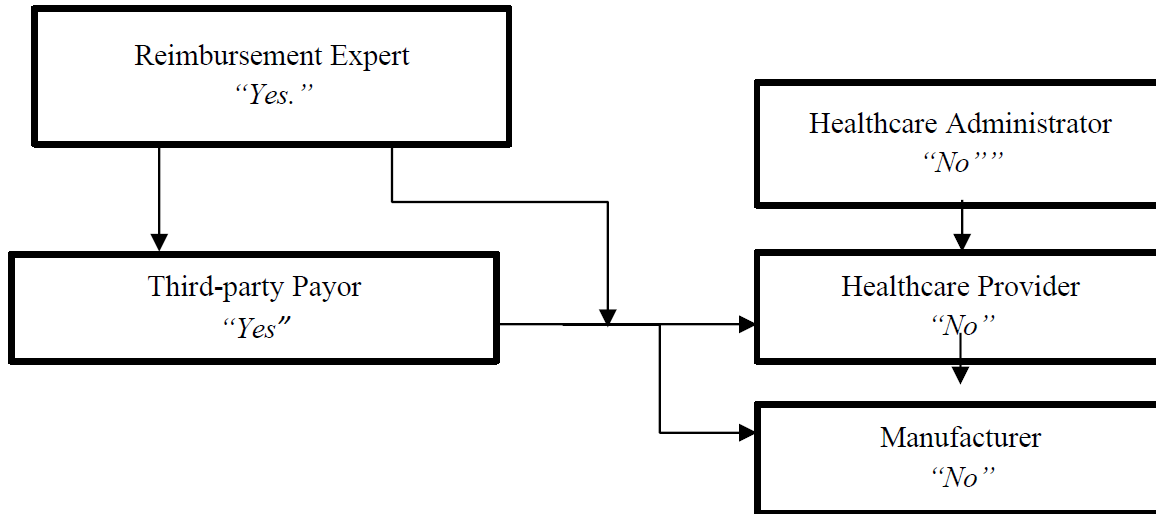 Reimbursement Expert
“Yes.”
Healthcare Administrator
“No””
Third-party Payor
“Yes”
Healthcare Provider
“No”
Manufacturer
“No”